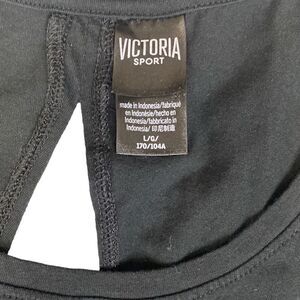 VICTORIA
SPORT
made in Indonesia/fabriqué
en Indonésie/hecho en
Indonesia/fabbricato in
Indonesia/ 印尼制造
L/G/
170/104A